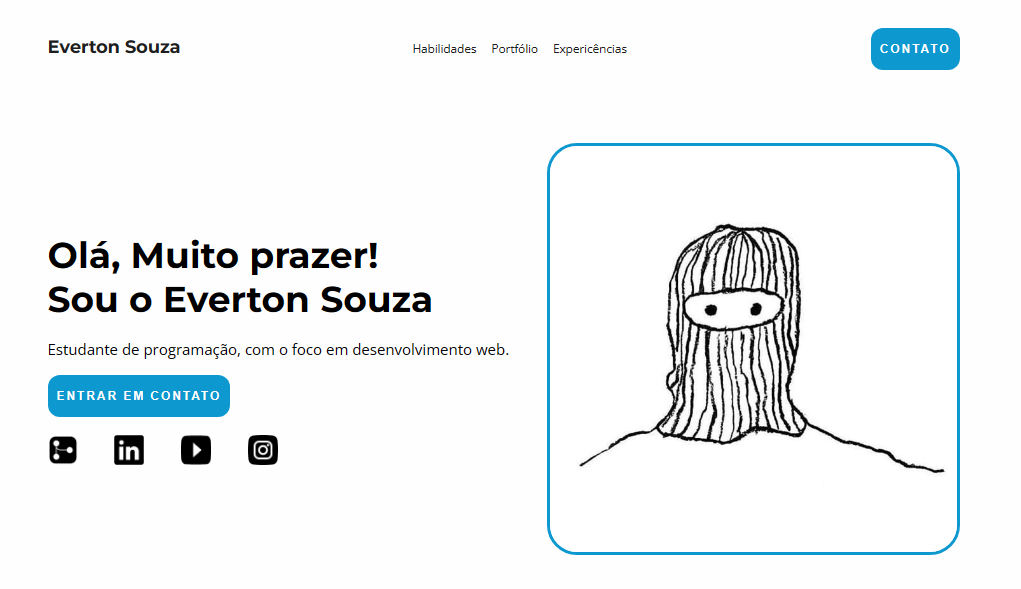 Everton Souza
Habilidades Portfólio Expericências
CONTATO
Olá, Muito prazer!
Sou o Everton Souza
Estudante de programação, com o foco em desenvolvimento web.
ENTRAR EM CONTATO
in